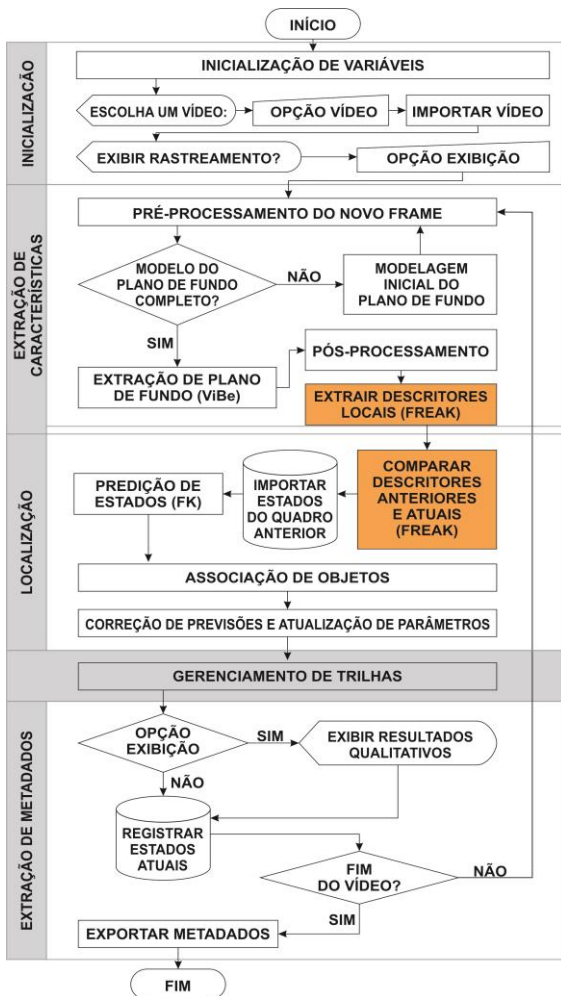 INÍCIO
INICIALIZAÇÃO
INICIALIZAÇÃO DE VARIÁVEIS
ESCOLHA UM VÍDEO:
OPÇÃO VÍDEO
IMPORTAR VÍDEO
EXIBIR RASTREAMENTO?
OPÇÃO EXIBIÇÃO
EXTRAÇÃO DE
CARACTERÍSTICAS
PRÉ-PROCESSAMENTO DO NOVO FRAME
MODELO DO
PLANO DE FUNDO
COMPLETO?
NÃO
MODELAGEM
INICIAL DO
PLANO DE FUNDO
SIM
EXTRAÇÃO DE PLANO
DE FUNDO (ViBe)
PÓS-PROCESSAMENTO
EXTRAIR DESCRITORES
LOCAIS (FREAK)
LOCALIZAÇÃO
COMPARAR
DESCRITORES
ANTERIORES
E ATUAIS
(FREAK)
IMPORTAR
ESTADOS
DO QUADRO
ANTERIOR
PREDIÇÃO DE
ESTADOS (FK)
ASSOCIAÇÃO DE OBJETOS
CORREÇÃO DE PREVISÕES E ATUALIZAÇÃO DE PARÂMETROS
GERENCIAMENTO DE TRILHAS
EXTRAÇÃO DE METADADOS
OPÇÃO
EXIBIÇÃO
SIM
EXIBIR RESULTADOS
QUALITATIVOS
NÃO
REGISTRAR
ESTADOS
ATUAIS
FIM
DO VÍDEO?
NÃO
SIM
EXPORTAR METADADOS
FIM